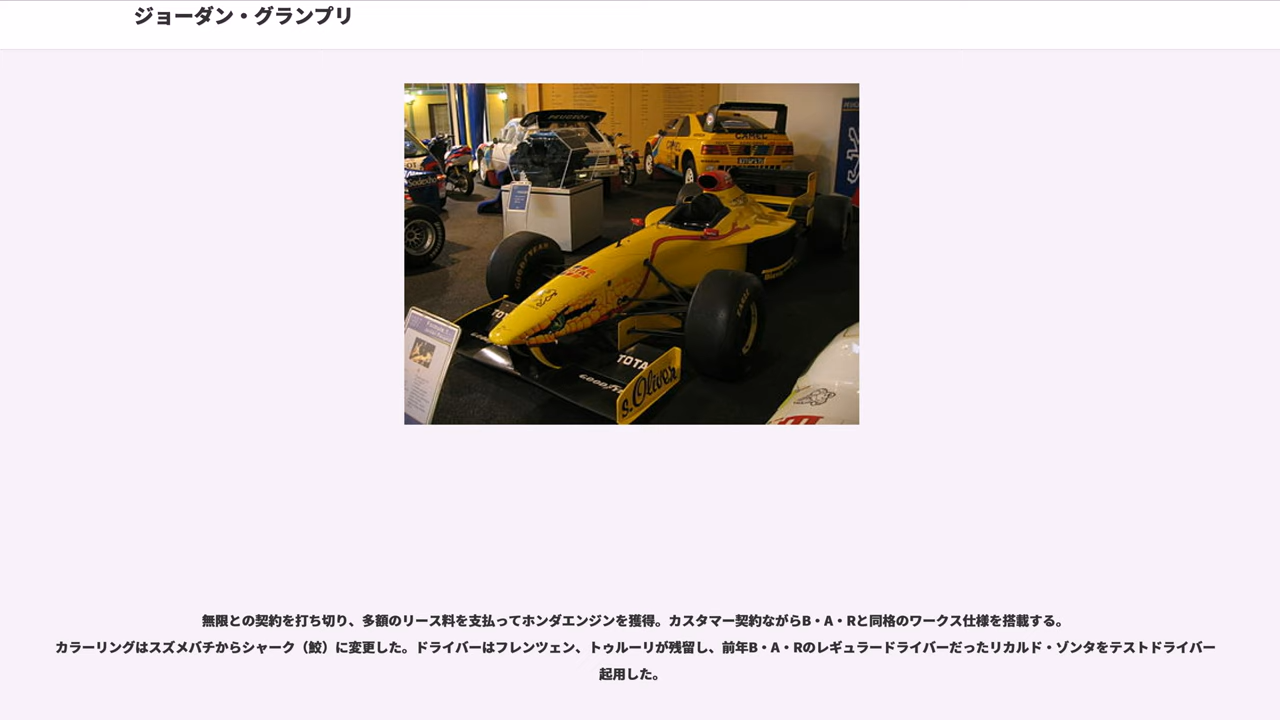 ジョーダン・グランプリ
PEUGEOT
CAMEL
GOODYEAR
EAGLE
TOTA
GOODYE
s.Oliver
無限との契約を打ち切り、多額のリース料を支払ってホンダエンジンを獲得。カスタマー契約ながらB・A・Rと同格のワークス仕様を搭載する。
カラーリングはスズメバチからシャーク（鮫）に変更した。ドライバーはフレンツェン、トゥルーリが残留し、前年B・A・Rのレギュラードライバーだったリカルド・ゾンタをテストドライバー
起用した。